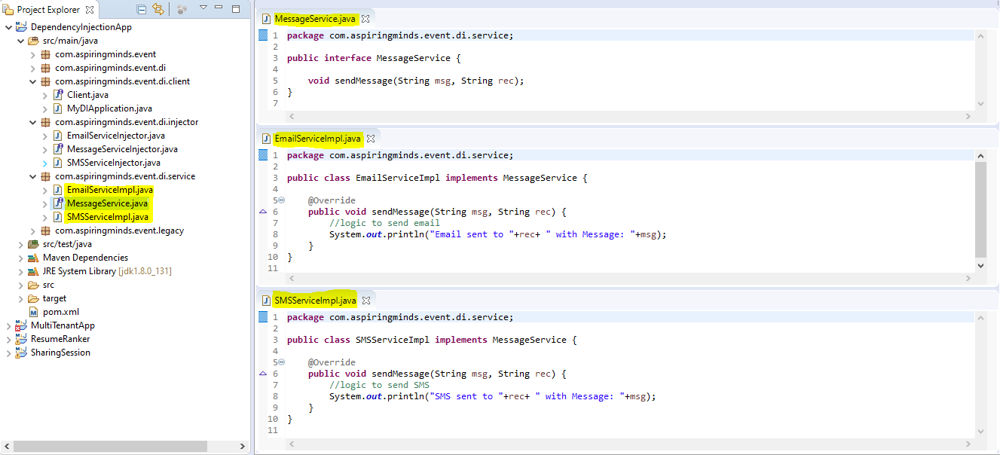 Project Explorer
DependencyInjectionApp
src/main/java
com.aspiringminds.event
com.aspiringminds.event.di
com.aspiringminds.event.di.client
Client.java
MyDIApplication.java
com.aspiringminds.event.di.injector
EmailServiceInjector.java
MessageServiceInjector.java
SMSServiceInjector.java
com.aspiringminds.event.di.service
EmailServiceImpl.java
MessageService.java
SMSServiceImpl.java
com.aspiringminds.event.legacy
src/test/java
Maven Dependencies
JRE System Library [jdk1.8.0_131]
src
target
pom.xml
MultiTenantApp
ResumeRanker
SharingSession
MessageService.java
1 package com.aspiringminds.event.di.service;
2
3 public interface MessageService {
4
5 void sendMessage(String msg, String rec);
6 }
7
EmailServiceImpl.java
1 package com.aspiringminds.event.di.service;
2
3 public class EmailServiceImpl implements MessageService {
4
5 @Override
6 public void sendMessage(String msg, String rec) {
7 //logic to send email
8 System.out.println("Email sent to "+rec+ " with Message: "+msg);
9 }
10 }
11
SMSServiceImpl.java
1 package com.aspiringminds.event.di.service;
2
3 public class SMSServiceImpl implements MessageService {
4
5 @Override
6 public void sendMessage(String msg, String rec) {
7 //logic to send SMS
8 System.out.println("SMS sent to "+rec+ " with Message: "+msg);
9 }
10 }
11